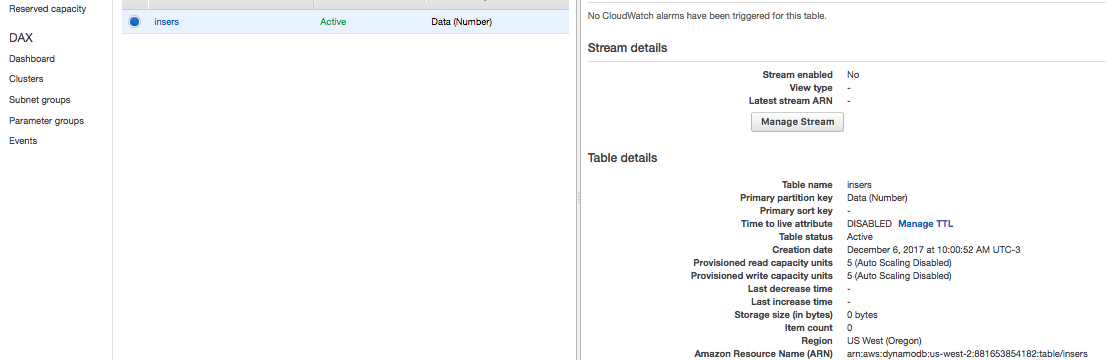 Reserved capacity
DAX
Dashboard
Clusters
Subnet groups
Parameter groups
Events
insers Active Data (Number)
No CloudWatch alarms have been triggered for this table.
Stream details
Stream enabled No
View type -
Latest stream ARN -
Manage Stream
Table details
Table name insers
Primary partition key Data (Number)
Primary sort key -
Time to live attribute DISABLED Manage TTL
Table status Active
Creation date December 6, 2017 at 10:00:52 AM UTC-3
Provisioned read capacity units 5 (Auto Scaling Disabled)
Provisioned write capacity units 5 (Auto Scaling Disabled)
Last decrease time -
Last increase time -
Storage size (in bytes) 0 bytes
Item count 0
Region US West (Oregon)
Amazon Resource Name (ARN) arn:aws:dynamodb:us-west-2:881653854182:table/insers